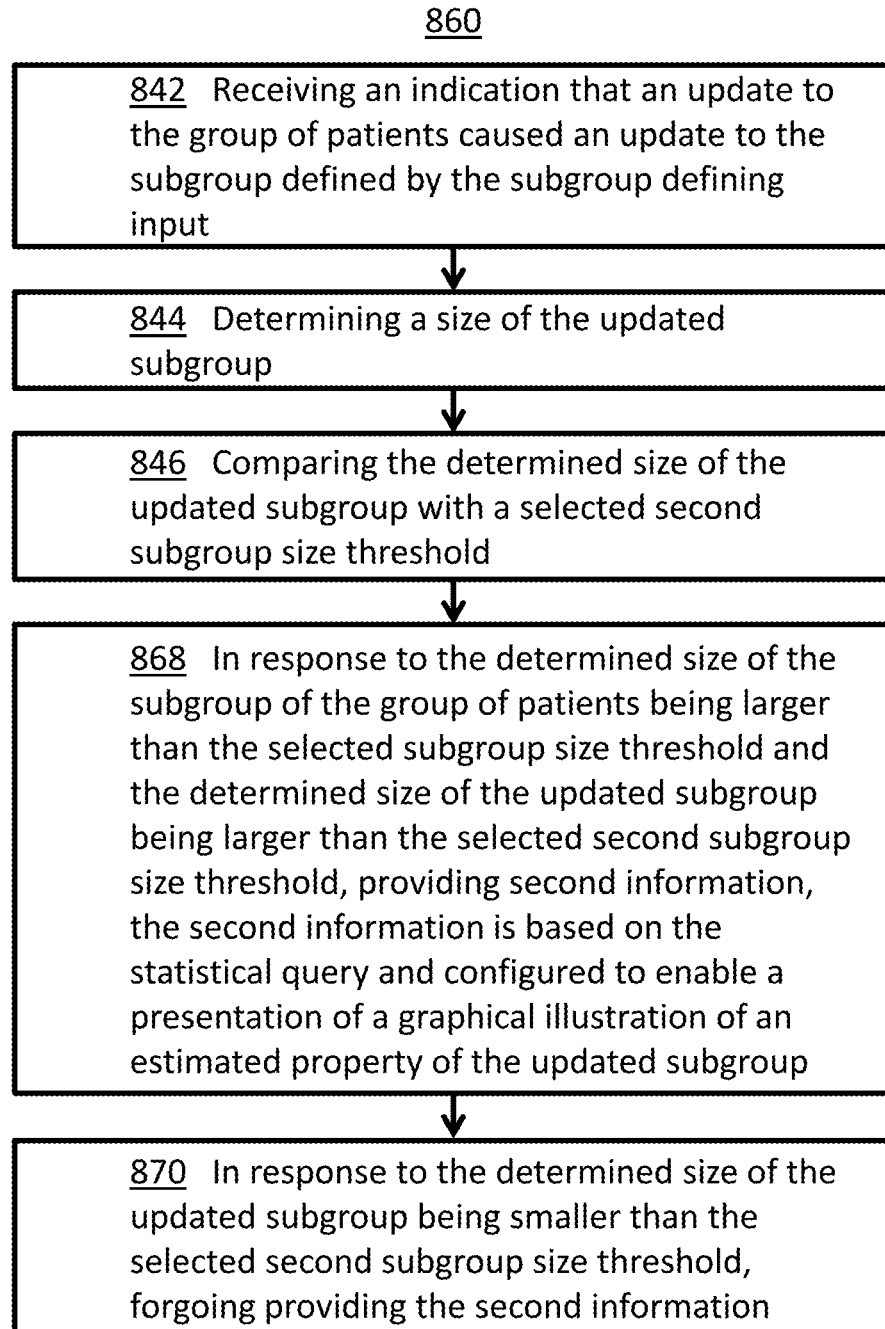 860
842 Receiving an indication that an update to
the group of patients caused an update to the
subgroup defined by the subgroup defining
input
844 Determining a size of the updated
subgroup
846 Comparing the determined size of the
updated subgroup with a selected second
subgroup size threshold
868 In response to the determined size of the
subgroup of the group of patients being larger
than the selected subgroup size threshold and
the determined size of the updated subgroup
being larger than the selected second subgroup
size threshold, providing second information,
the second information is based on the
statistical query and configured to enable a
presentation of a graphical illustration of an
estimated property of the updated subgroup
870 In response to the determined size of the
updated subgroup being smaller than the
selected second subgroup size threshold,
forgoing providing the second information